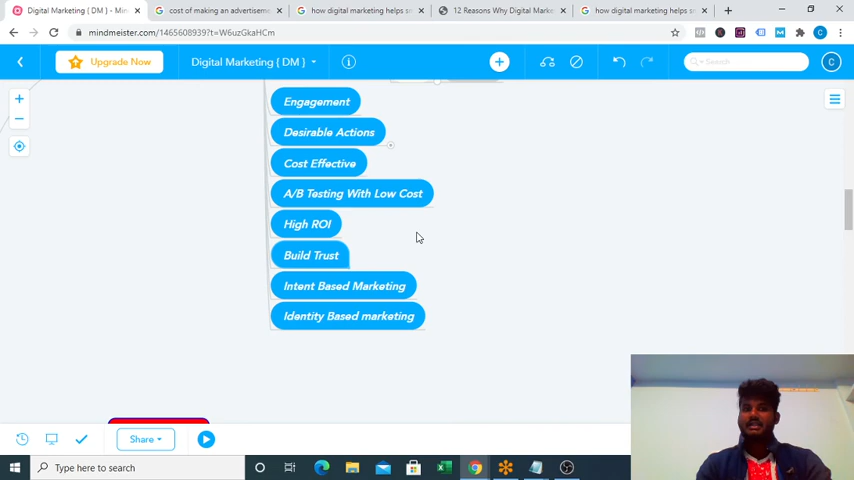 Digital Marketing { DM } - Min
cost of making an advertiseme
how digital marketing helps s
12 Reasons Why Digital Marke
how digital marketing helps s
mindmeister.com/1465608939?t=W6uzGkaHCm
C
Upgrade Now
Digital Marketing { DM }
Search
C
Engagement
Desirable Actions
Cost Effective
A/B Testing With Low Cost
High ROI
Build Trust
Intent Based Marketing
Identity Based marketing
Share
Type here to search